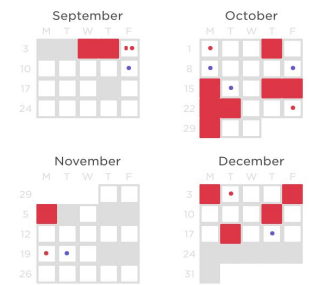 September
M T W T F
3
10
17
24
October
M T W T F
1
8
15
22
29
November
M T W T F
29
5
12
19
26
December
M T W T F
3
10
17
24
31